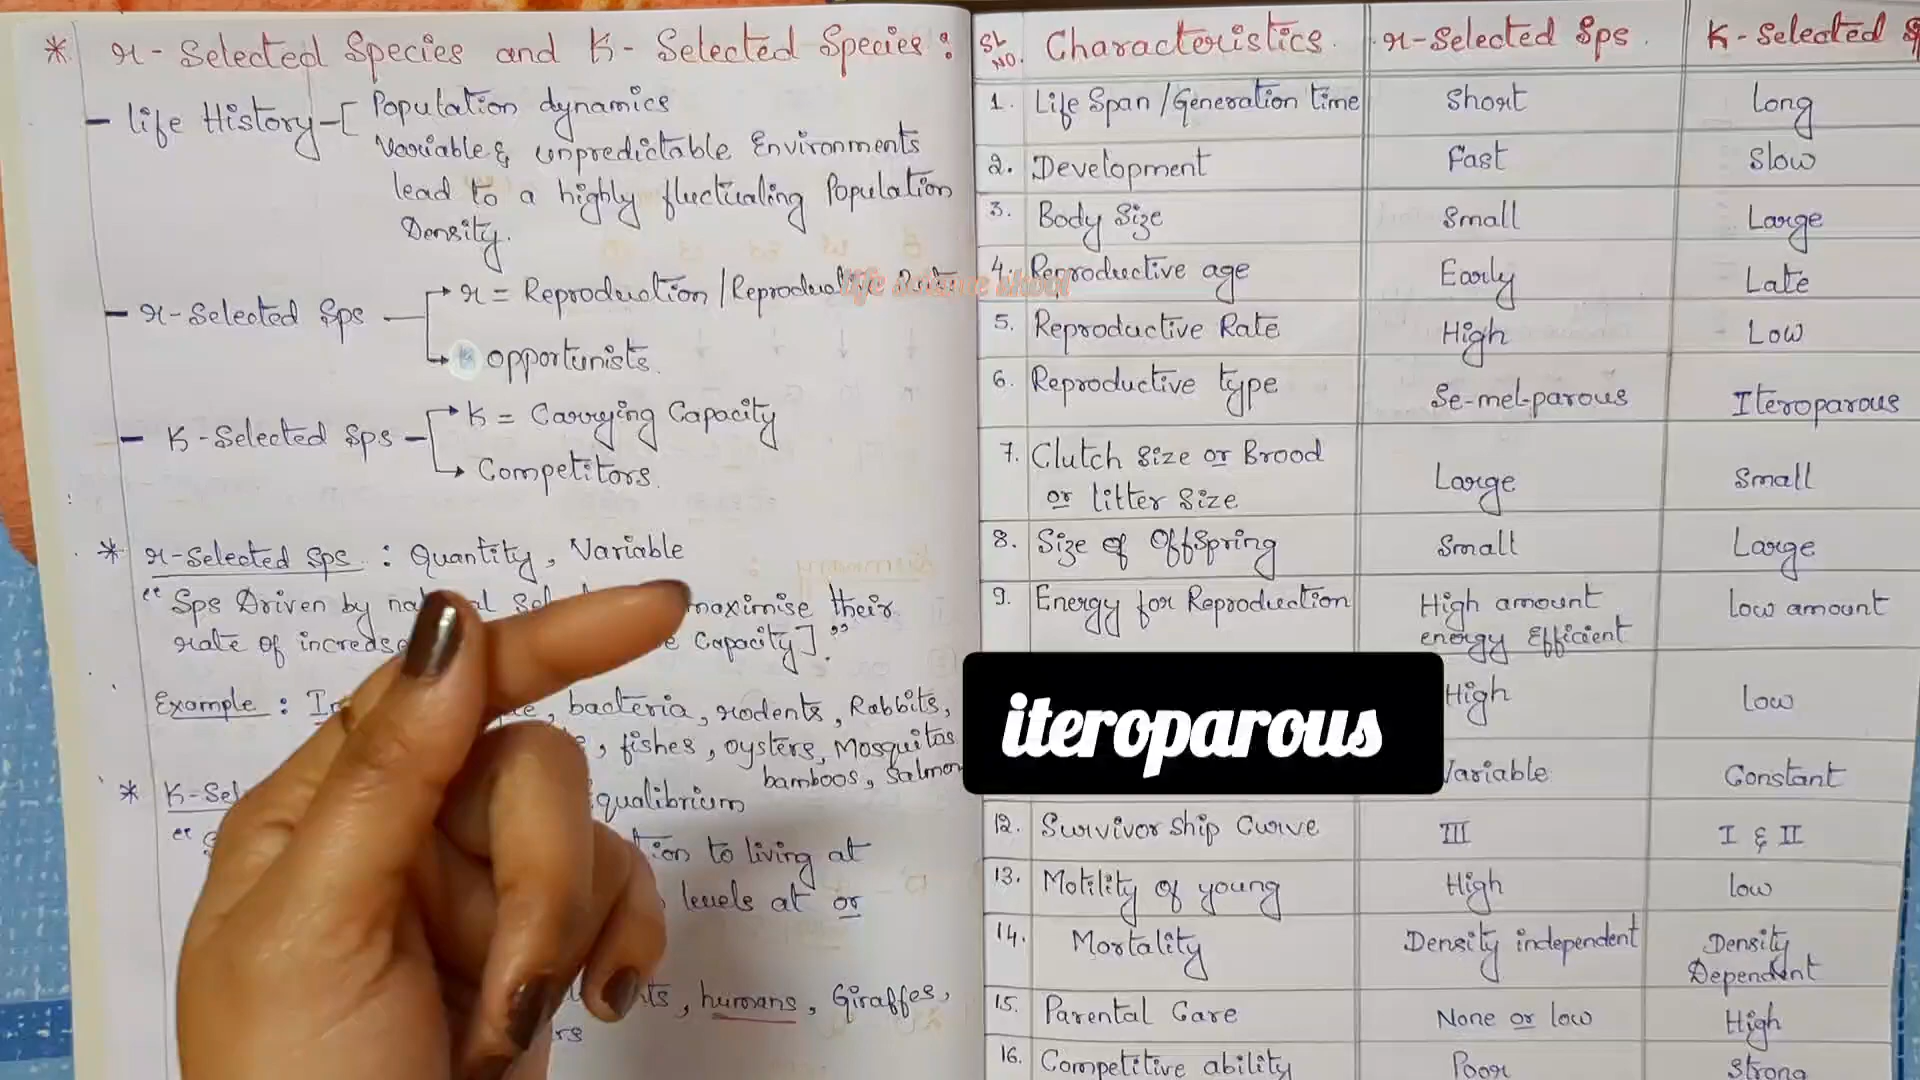 * r-Selected Species and K-Selected Species:
- life History-[ Population dynamics
Variable & unpredictable Environments
lead to a highly fluctuating Population
Density.
- r-Selected Sps
r = Reproduction/Reproductive Rate
opportunists.
- K-Selected Sps
K = Carrying Capacity
Competitors.
* r-Selected Sps : Quantity, Variable
"Sps Driven by maximise their
rate of Capacity]."
Example : bacteria, rodents, Rabbits,
, fishes, oysters, Mosquitos
bamboos, Salmon
* K-Sel
to living at
levels at or
, humans, Giraffes,
life science skool
SL NO. Characteristics. r-Selected Sps. K-Selected
1. Life Span/Generation time Short Long
2. Development Fast Slow
3. Body Size Small Large
4. Reproductive age Early Late
5. Reproductive Rate High Low
6. Reproductive type Se-mel-parous Iteroparous
7. Clutch Size or Brood
or litter Size Large Small
8. Size of Offspring Small Large
9. Energy for Reproduction High amount low amount
energy Efficient
iteroparous
High Low
Variable Constant
12. Survivor Ship Curve III I & II
13. Motility of young High low
14. Mortality Density independent Density
Dependent
15. Parental Care None or low High
16. Competitive ability Poor Strong